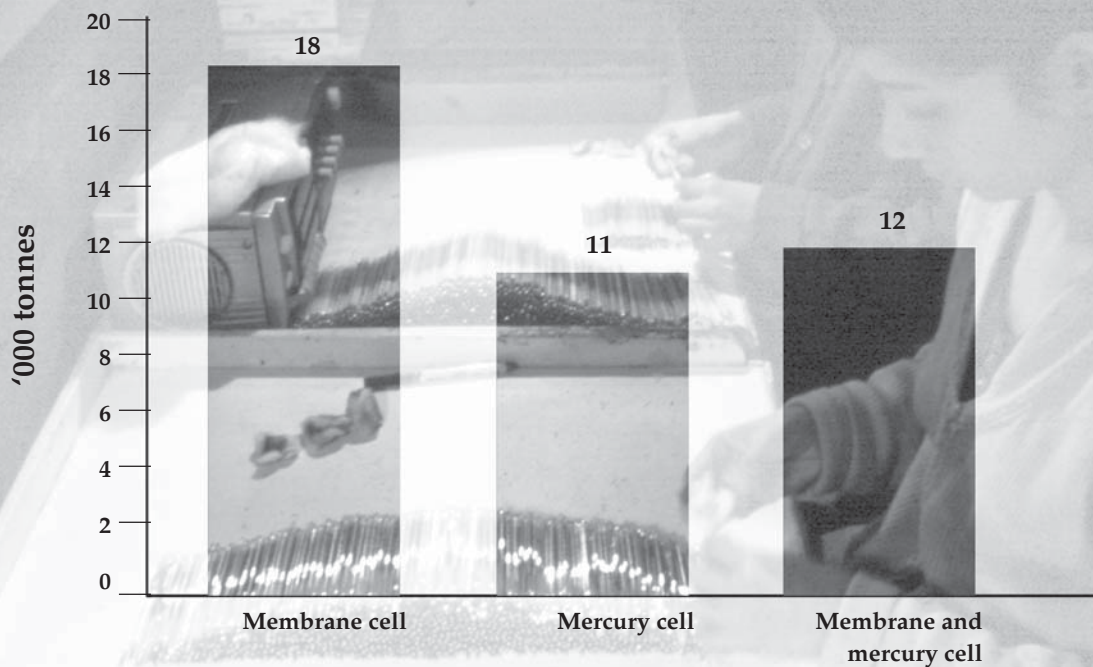 20
18
18
16
14
12
12
11
10
8
6
4
2
0
'000 tonnes
Membrane cell
Mercury cell
Membrane and
mercury cell